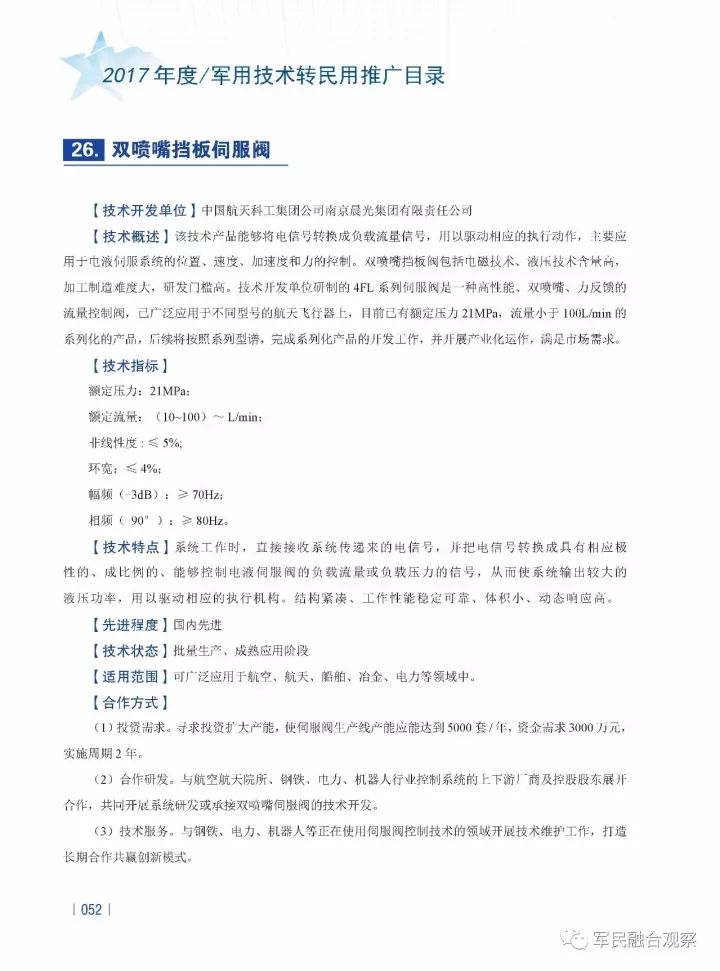 2017年度/军用技术转民用推广目录
26. 双喷嘴挡板伺服阀
【技术开发单位】中国航天科工集团公司南京晨光集团有限责任公司
【技术概述】该技术产品能够将电信号转换成负载流量信号，用以驱动相应的执行动作，主要应
用于电液伺服系统的位置、速度、加速度和力的控制。双喷嘴挡板阀包括电磁技术、液压技术含量高，
加工制造难度大，研发门槛高。技术开发单位研制的4FL系列伺服阀是一种高性能、双喷嘴、力反馈的
流量控制阀，已广泛应用于不同型号的航天飞行器上，目前已有额定压力21MPa，流量小于100L/min的
系列化的产品，后续将按照系列型谱，完成系列化产品的开发工作，并开展产业化运作，满足市场需求。
【技术指标】
额定压力：21MPa；
额定流量：（10~100）～ L/min；
非线性度：≤ 5%;
环宽：≤ 4%；
幅频（-3dB）：≥ 70Hz；
相频（ 90°）：≥ 80Hz。
【技术特点】系统工作时，直接接收系统传递来的电信号，并把电信号转换成具有相应极
性的、成比例的、能够控制电液伺服阀的负载流量或负载压力的信号，从而使系统输出较大的
液压功率，用以驱动相应的执行机构。结构紧凑、工作性能稳定可靠、体积小、动态响应高。
【先进程度】国内先进
【技术状态】批量生产、成熟应用阶段
【适用范围】可广泛应用于航空、航天、船舶、冶金、电力等领域中。
【合作方式】
（1）投资需求。寻求投资扩大产能，使伺服阀生产线产能应能达到5000套/年，资金需求3000万元，
实施周期2年。
（2）合作研发。与航空航天院所、钢铁、电力、机器人行业控制系统的上下游厂商及控股股东展开
合作，共同开展系统研发或承接双喷嘴伺服阀的技术开发。
（3）技术服务。与钢铁、电力、机器人等正在使用伺服阀控制技术的领域开展技术维护工作，打造
长期合作共赢创新模式。
| 052 |
军民融合观察